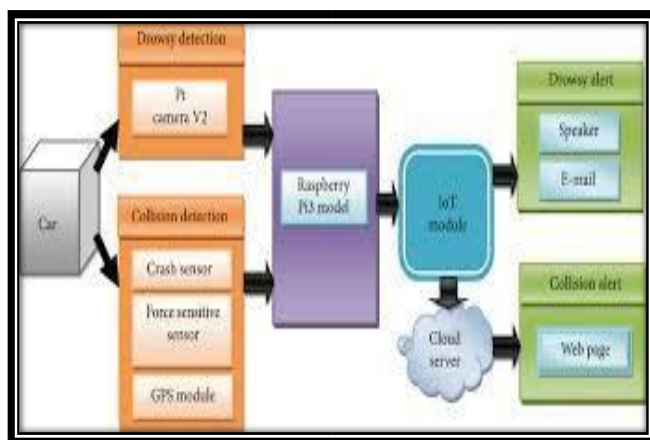 Drowsy detection
Pi
camera V2
Car
Collision detection
Crash sensor
Force sensitive
sensor
GPS module
Raspberry
Pi3 model
IoT
module
Cloud
server
Drowsy alert
Speaker
E-mail
Collision alert
Web page